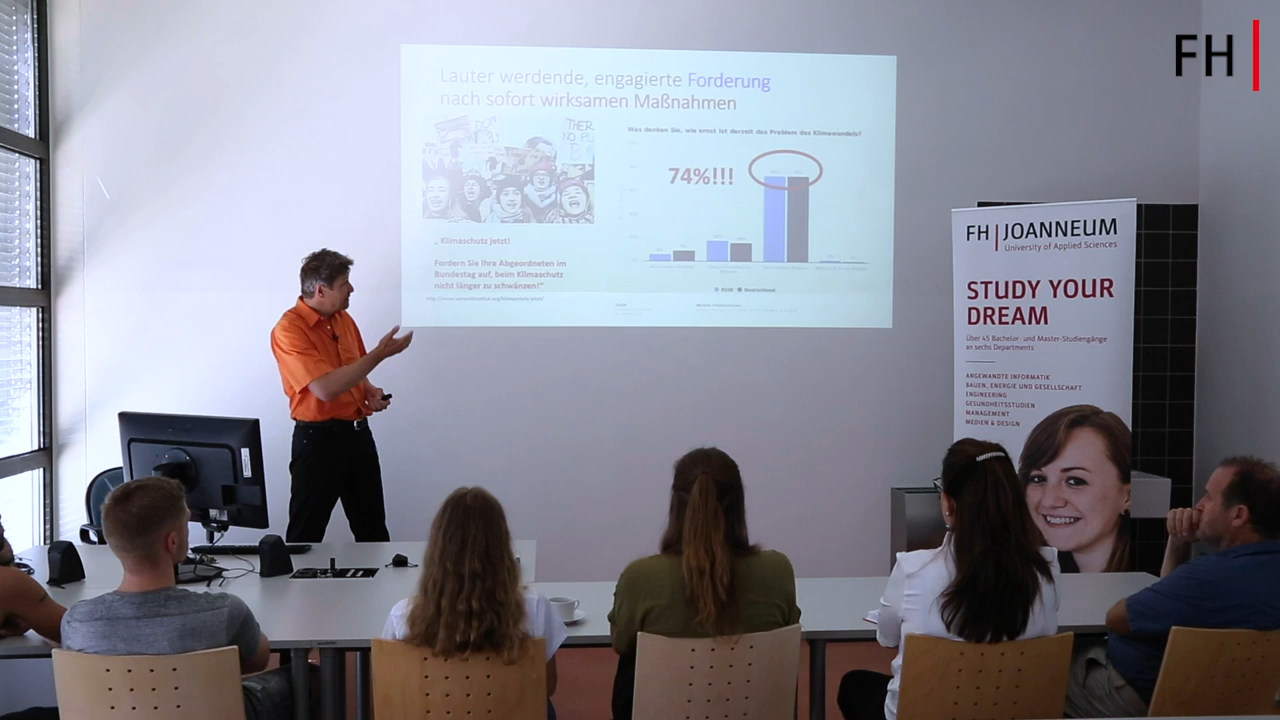 FH
Lauter werdende, engagierte Forderung
nach sofort wirksamen Maßnahmen
Was denken Sie, wie ernst ist derzeit das Problem des Klimawandels?
THER
NO PL
74%!!!
„ Klimaschutz jetzt!
Fordern Sie Ihre Abgeordneten im
Bundestag auf, beim Klimaschutz
nicht länger zu schwänzen!“
FH JOANNEUM
University of Applied Sciences
STUDY YOUR
DREAM
Über 45 Bachelor- und Master-Studiengänge
an sechs Departments
ANGEWANDTE INFORMATIK
BAUEN, ENERGIE UND GESELLSCHAFT
ENGINEERING
GESUNDHEITSSTUDIEN
MANAGEMENT
MEDIEN & DESIGN